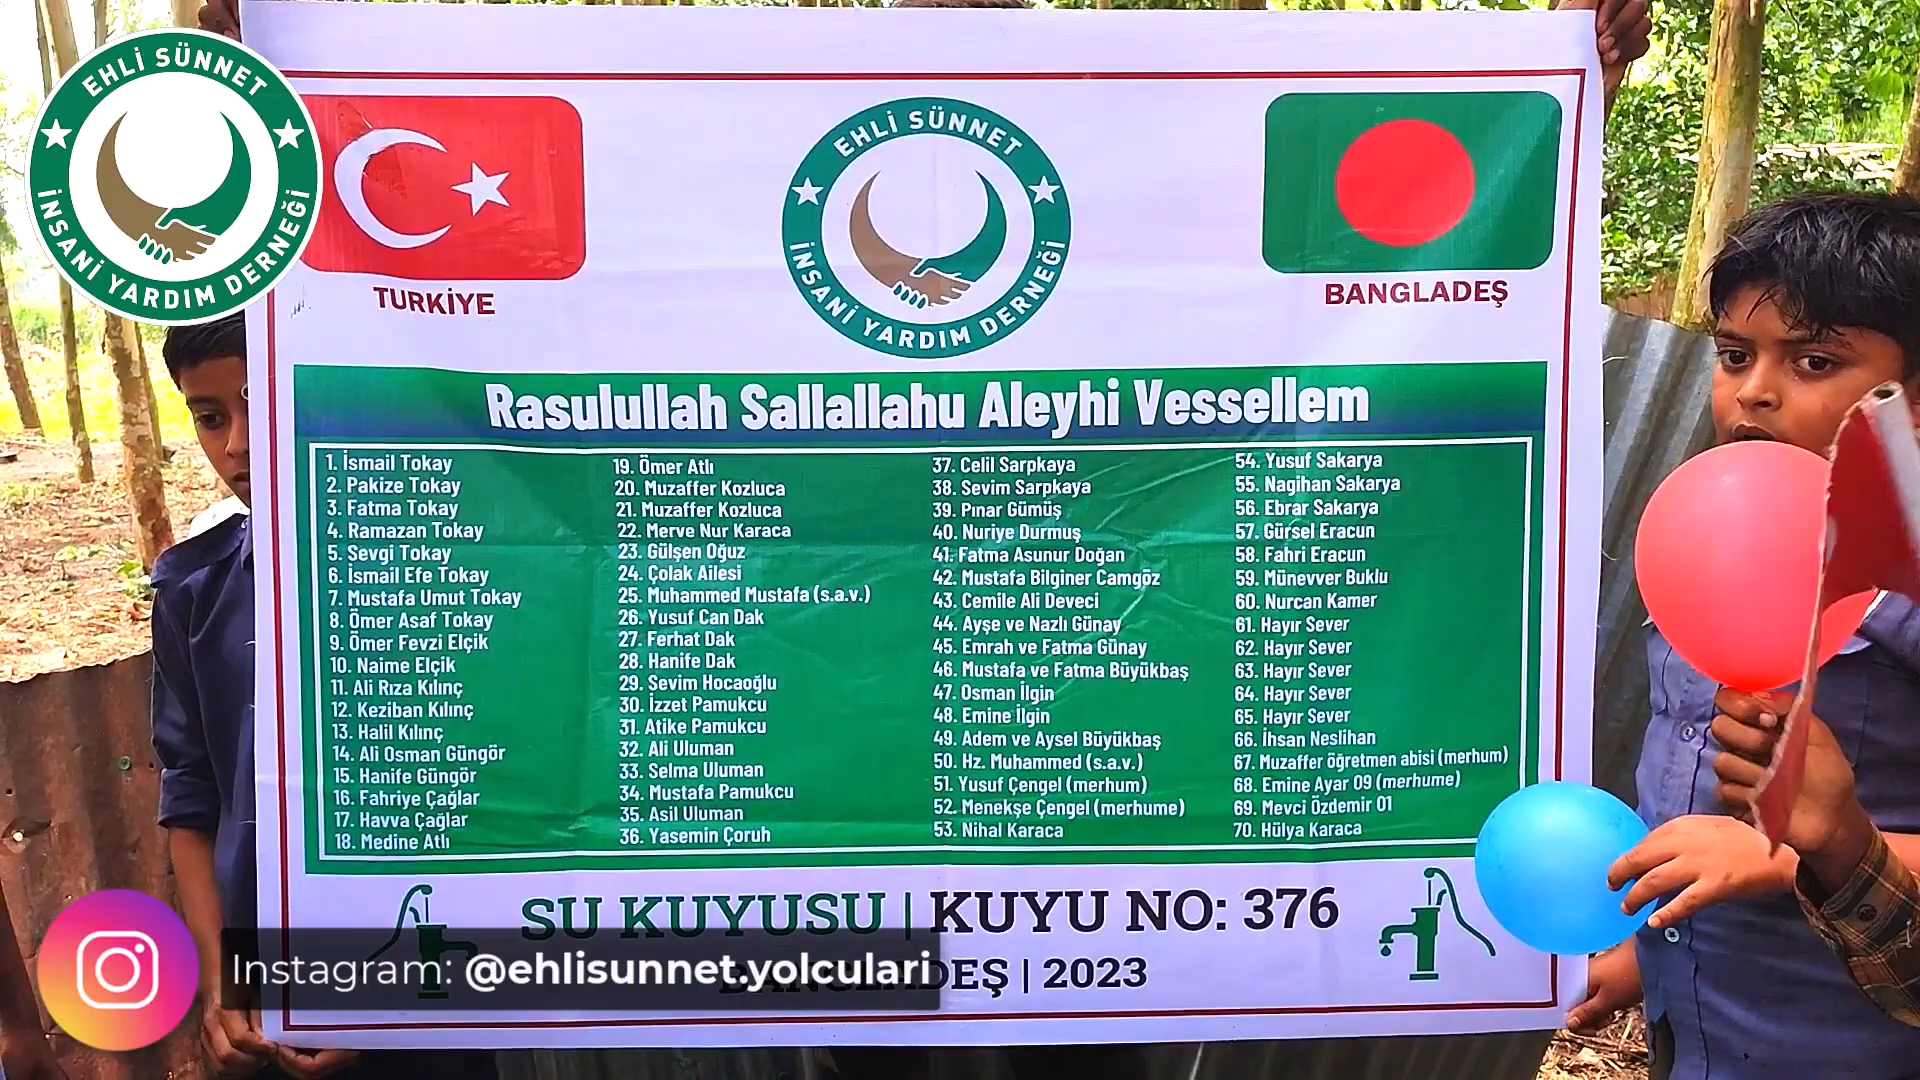 EHLİ SÜNNET
İNSANİ YARDIM DERNEĞİ
TURKİYE
EHLİ SÜNNET
İNSANİ YARDIM DERNEĞİ
BANGLADEŞ
Rasulullah Sallallahu Aleyhi Vessellem
1. İsmail Tokay
2. Pakize Tokay
3. Fatma Tokay
4. Ramazan Tokay
5. Sevgi Tokay
6. İsmail Efe Tokay
7. Mustafa Umut Tokay
8. Ömer Asaf Tokay
9. Ömer Fevzi Elçik
10. Naime Elçik
11. Ali Rıza Kılınç
12. Keziban Kılınç
13. Halil Kılınç
14. Ali Osman Güngör
15. Hanife Güngör
16. Fahriye Çağlar
17. Havva Çağlar
18. Medine Atlı
19. Ömer Atlı
20. Muzaffer Kozluca
21. Muzaffer Kozluca
22. Merve Nur Karaca
23. Gülşen Oğuz
24. Çolak Ailesi
25. Muhammed Mustafa (s.a.v.)
26. Yusuf Can Dak
27. Ferhat Dak
28. Hanife Dak
29. Sevim Hocaoğlu
30. İzzet Pamukcu
31. Atike Pamukcu
32. Ali Uluman
33. Selma Uluman
34. Mustafa Pamukcu
35. Asil Uluman
36. Yasemin Çoruh
37. Celil Sarpkaya
38. Sevim Sarpkaya
39. Pınar Gümüş
40. Nuriye Durmuş
41. Fatma Asunur Doğan
42. Mustafa Bilginer Camgöz
43. Cemile Ali Deveci
44. Ayşe ve Nazlı Günay
45. Emrah ve Fatma Günay
46. Mustafa ve Fatma Büyükbaş
47. Osman İlgin
48. Emine İlgin
49. Adem ve Aysel Büyükbaş
50. Hz. Muhammed (s.a.v.)
51. Yusuf Çengel (merhum)
52. Menekşe Çengel (merhume)
53. Nihal Karaca
54. Yusuf Sakarya
55. Nagihan Sakarya
56. Ebrar Sakarya
57. Gürsel Eracun
58. Fahri Eracun
59. Münevver Buklu
60. Nurcan Kamer
61. Hayır Sever
62. Hayır Sever
63. Hayır Sever
64. Hayır Sever
65. Hayır Sever
66. İhsan Neslihan
67. Muzaffer öğretmen abisi (merhum)
68. Emine Ayar 09 (merhume)
69. Mevci Özdemir 01
70. Hülya Karaca
SU KUYUSU | KUYU NO: 376
BANGLADEŞ | 2023
Instagram: @ehlisunnet.yolculari